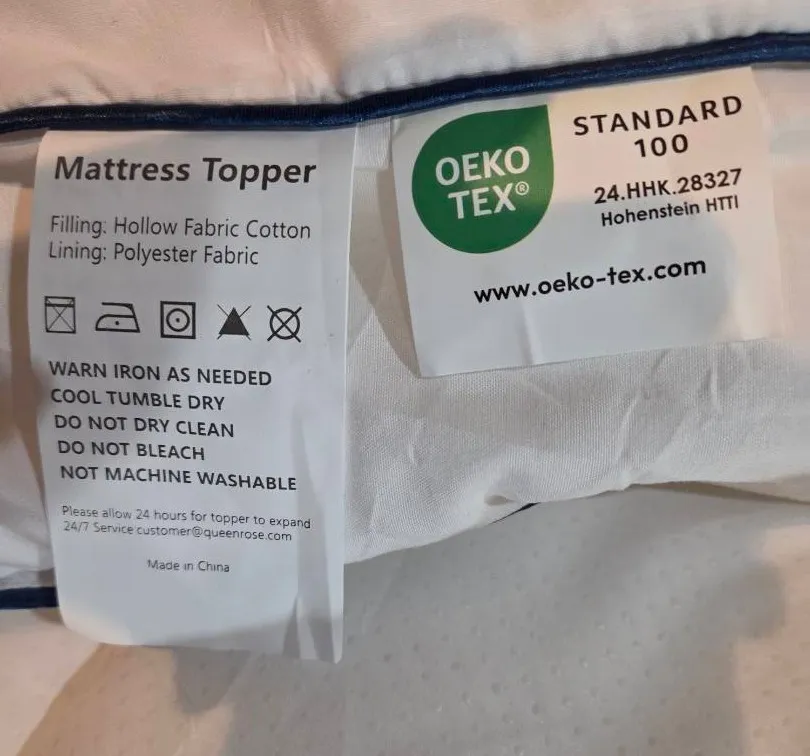 Mattress Topper
Filling: Hollow Fabric Cotton
Lining: Polyester Fabric
WARN IRON AS NEEDED
COOL TUMBLE DRY
DO NOT DRY CLEAN
DO NOT BLEACH
NOT MACHINE WASHABLE
Please allow 24 hours for topper to expand
24/7 Service:customer@queenrose.com
Made in China
OEKO
TEX®
STANDARD
100
24.HHK.28327
Hohenstein HTTI
www.oeko-tex.com